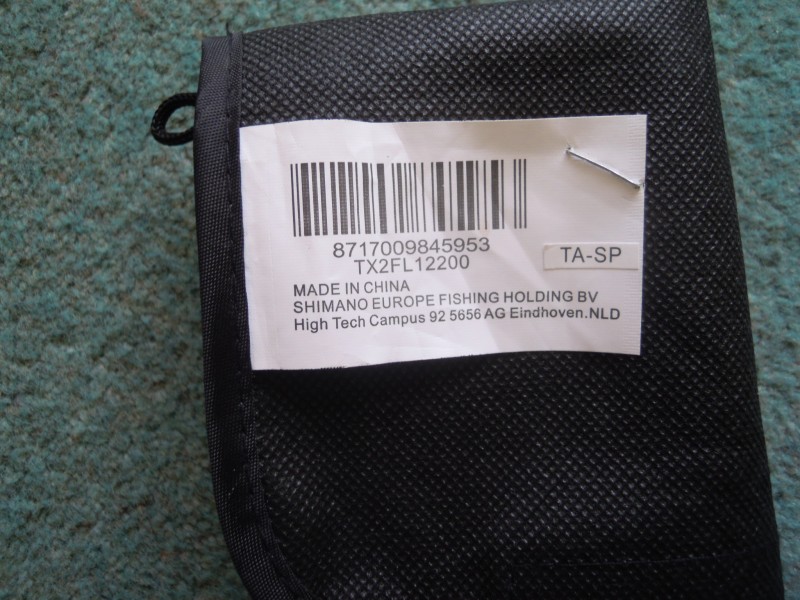 8717009845953
TX2FL12200
TA-SP
MADE IN CHINA
SHIMANO EUROPE FISHING HOLDING BV
High Tech Campus 92 5656 AG Eindhoven.NLD